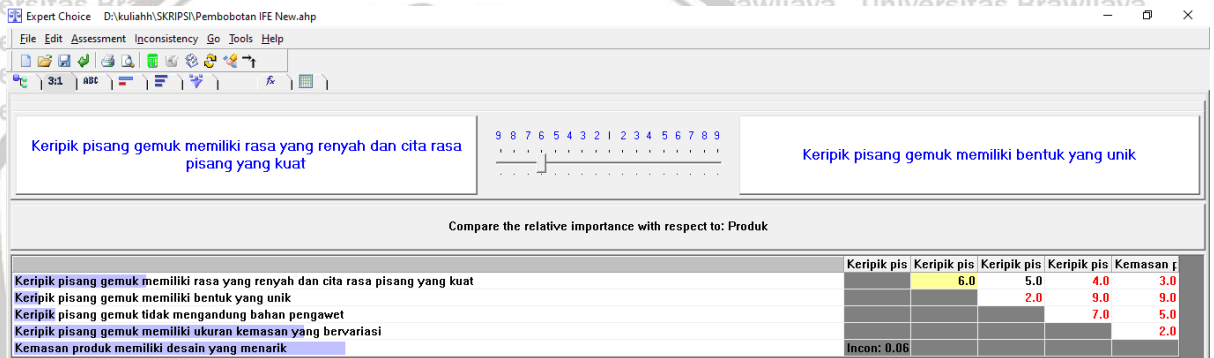 Expert Choice D:\kuliahh\SKRIPSI\Pembobotan IFE New.ahp
File Edit Assessment Inconsistency Go Tools Help
3:1 ABC fx
9 8 7 6 5 4 3 2 1 2 3 4 5 6 7 8 9
Keripik pisang gemuk memiliki rasa yang renyah dan cita rasa
pisang yang kuat
Keripik pisang gemuk memiliki bentuk yang unik
Compare the relative importance with respect to: Produk
Keripik pis Keripik pis Keripik pis Keripik pis Kemasan p
Keripik pisang gemuk memiliki rasa yang renyah dan cita rasa pisang yang kuat 6.0 5.0 4.0 3.0
Keripik pisang gemuk memiliki bentuk yang unik 2.0 9.0 9.0
Keripik pisang gemuk tidak mengandung bahan pengawet 7.0 5.0
Keripik pisang gemuk memiliki ukuran kemasan yang bervariasi 2.0
Kemasan produk memiliki desain yang menarik Incon: 0.06